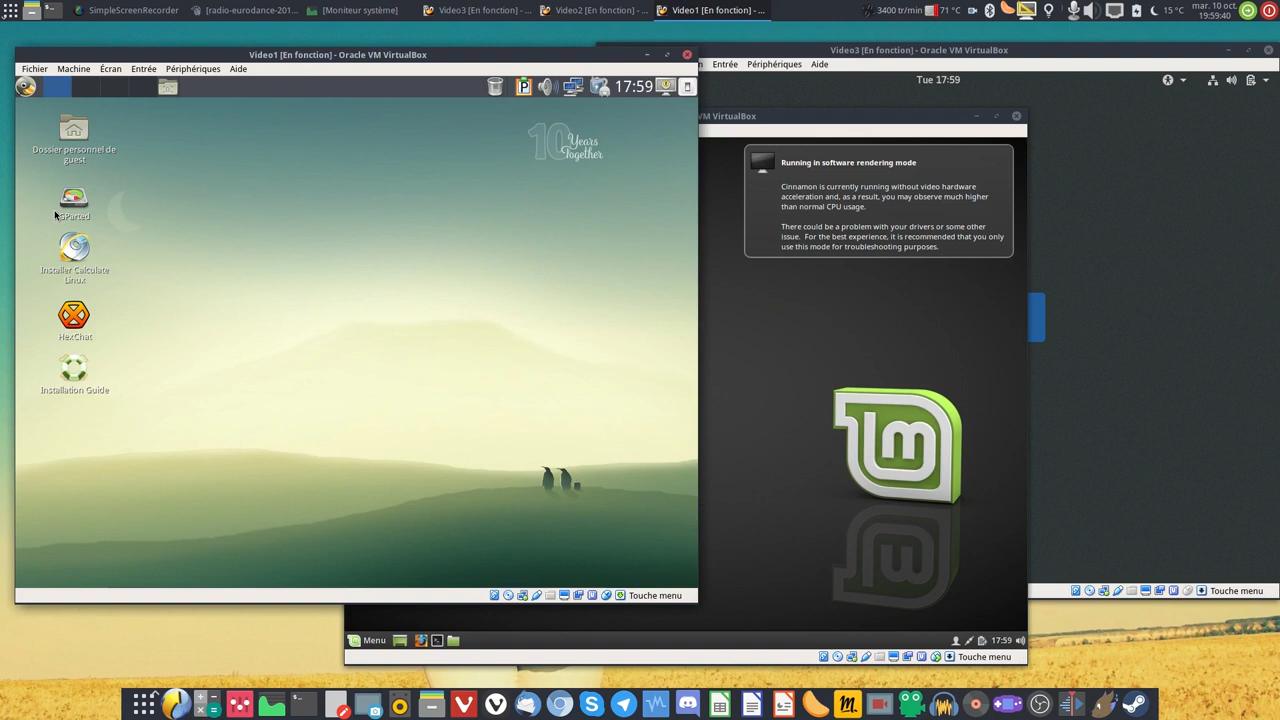 SimpleScreenRecorder
[radio-eurodance-201...
[Moniteur système]
Video3 [En fonction] - ...
Video2 [En fonction] - ...
Video1 [En fonction] - ...
3400 tr/min
71 °C
15 °C
mar. 10 oct.
19:59:40
Video1 [En fonction] - Oracle VM VirtualBox
Fichier Machine Écran Entrée Périphériques Aide
17:59
10 Years Together
Dossier personnel de
guest
GParted
Installer Calculate
Linux
HexChat
Installation Guide
Touche menu
Video3 [En fonction] - Oracle VM VirtualBox
Entrée Périphériques Aide
Tue 17:59
Touche menu
VM VirtualBox
Running in software rendering mode
Cinnamon is currently running without video hardware
acceleration and, as a result, you may observe much higher
than normal CPU usage.
There could be a problem with your drivers or some other
issue. For the best experience, it is recommended that you only
use this mode for troubleshooting purposes.
Menu
17:59
Touche menu